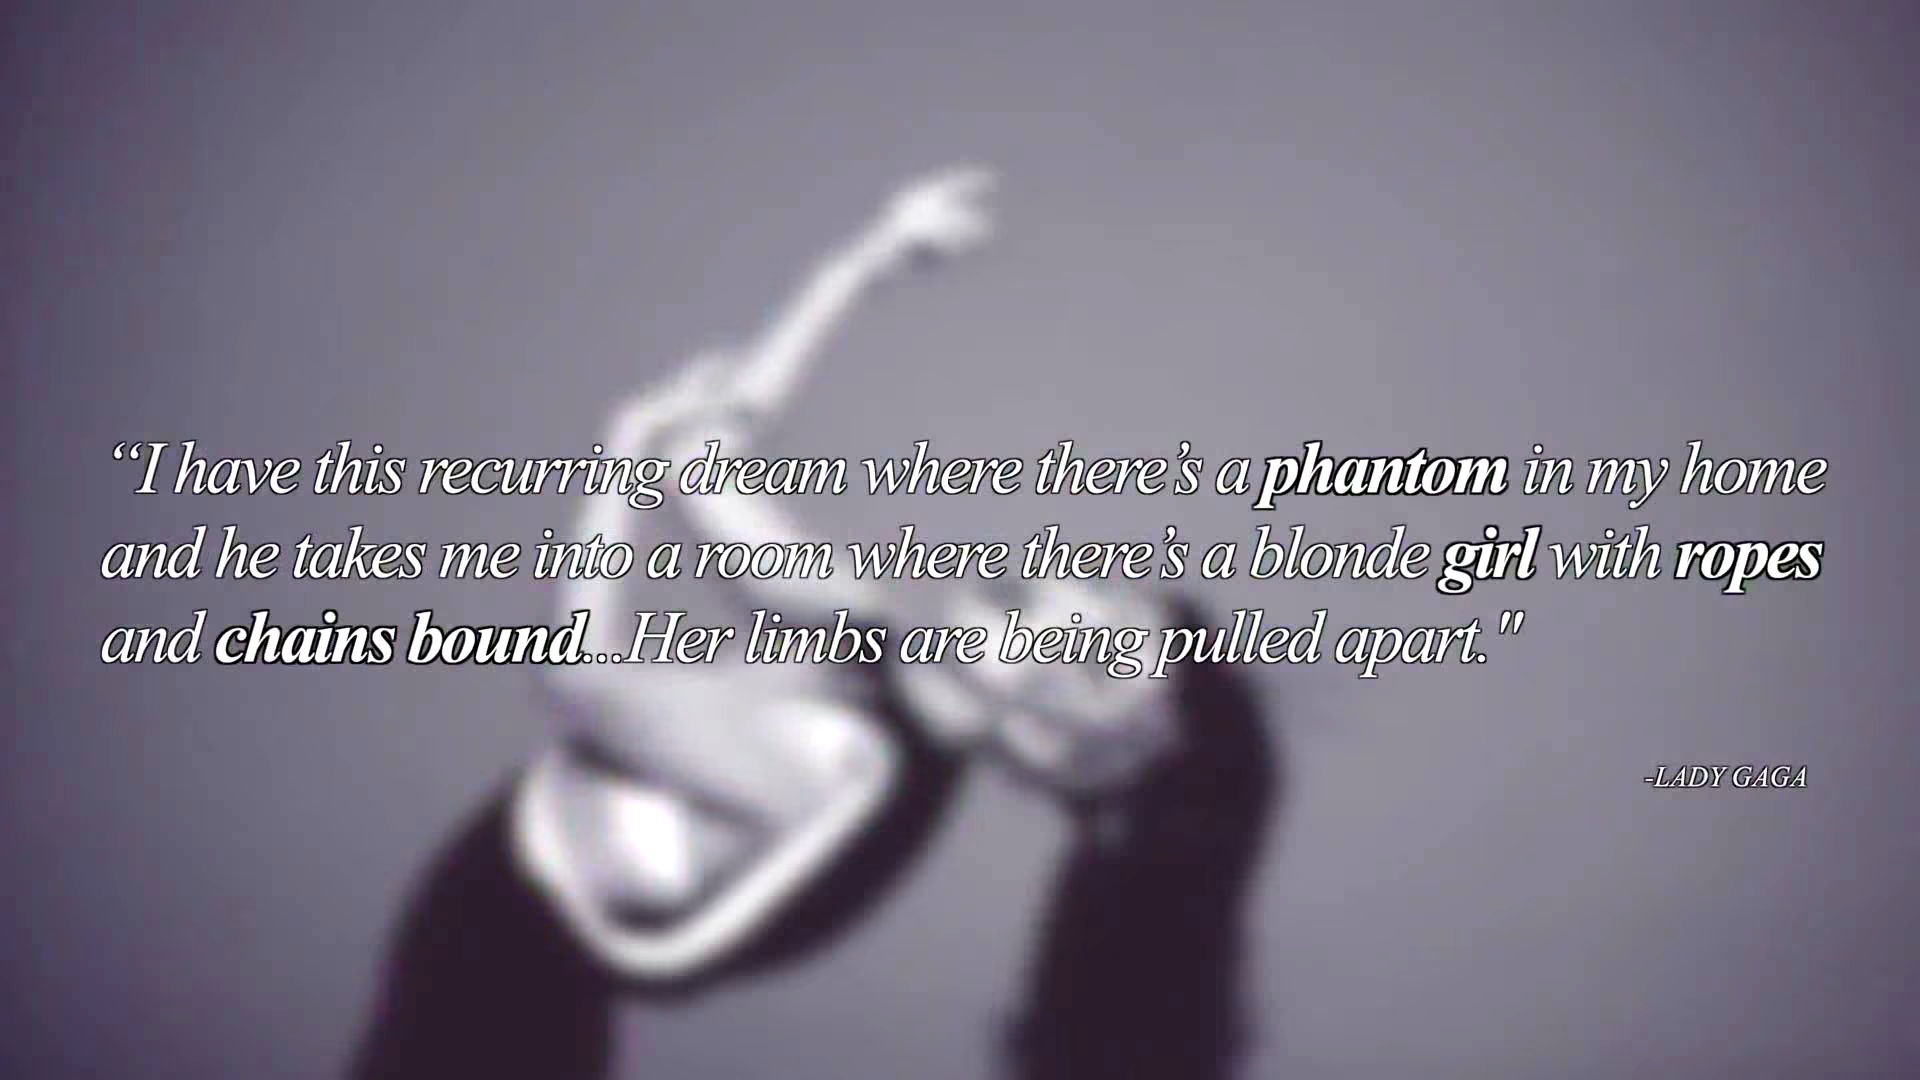 “I have this recurring dream where there’s a phantom in my home
and he takes me into a room where there’s a blonde girl with ropes
and chains bound...Her limbs are being pulled apart."
-LADY GAGA